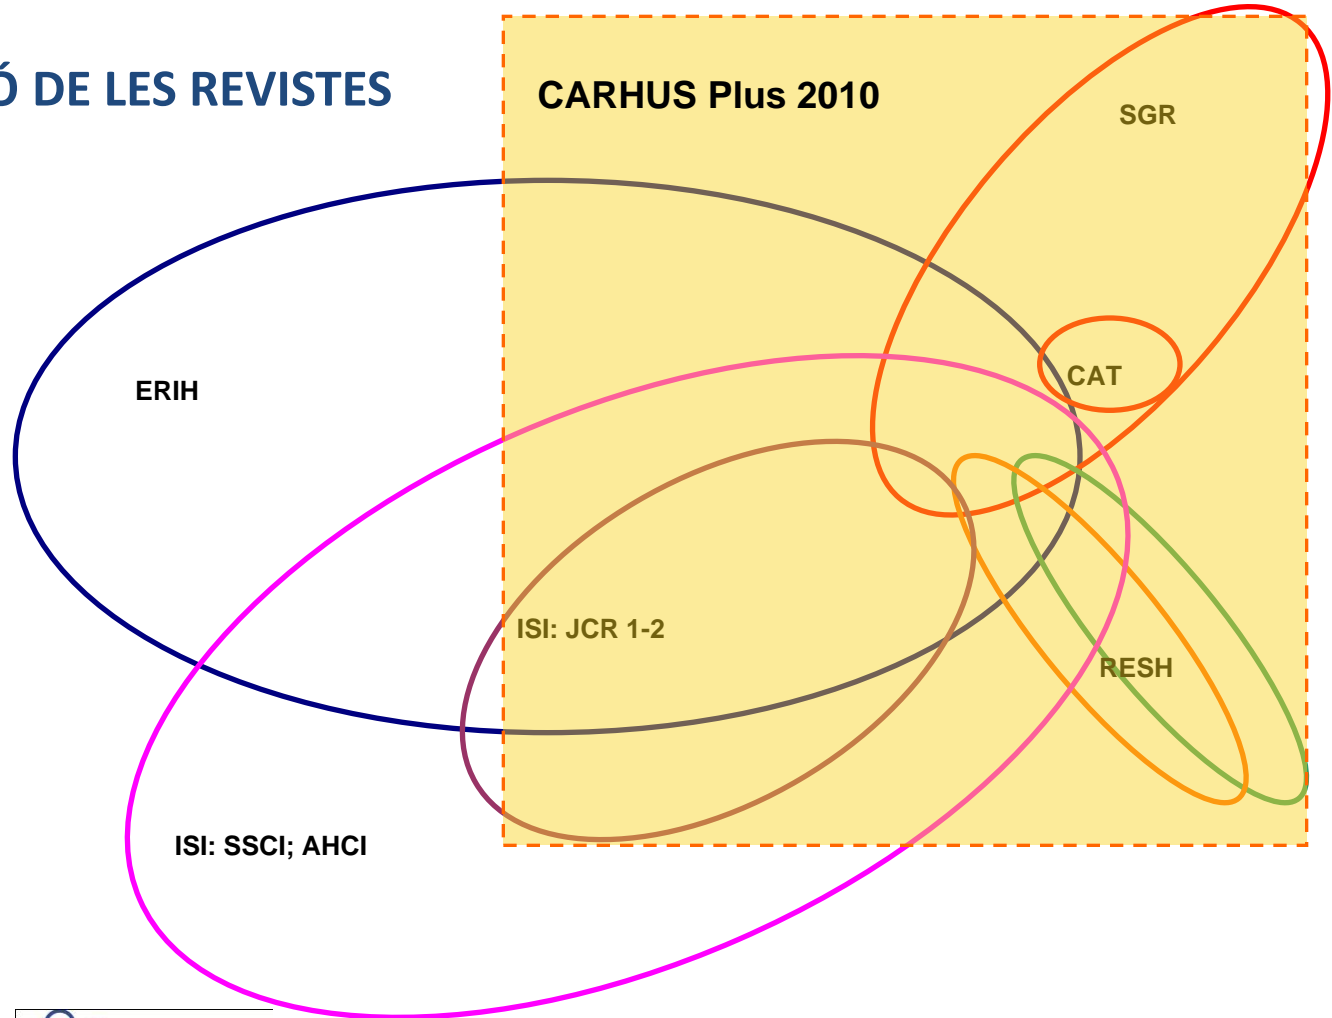 Ó DE LES REVISTES
CARHUS Plus 2010
SGR
CAT
ERIH
ISI: JCR 1-2
RESH
ISI: SSCI; AHCI